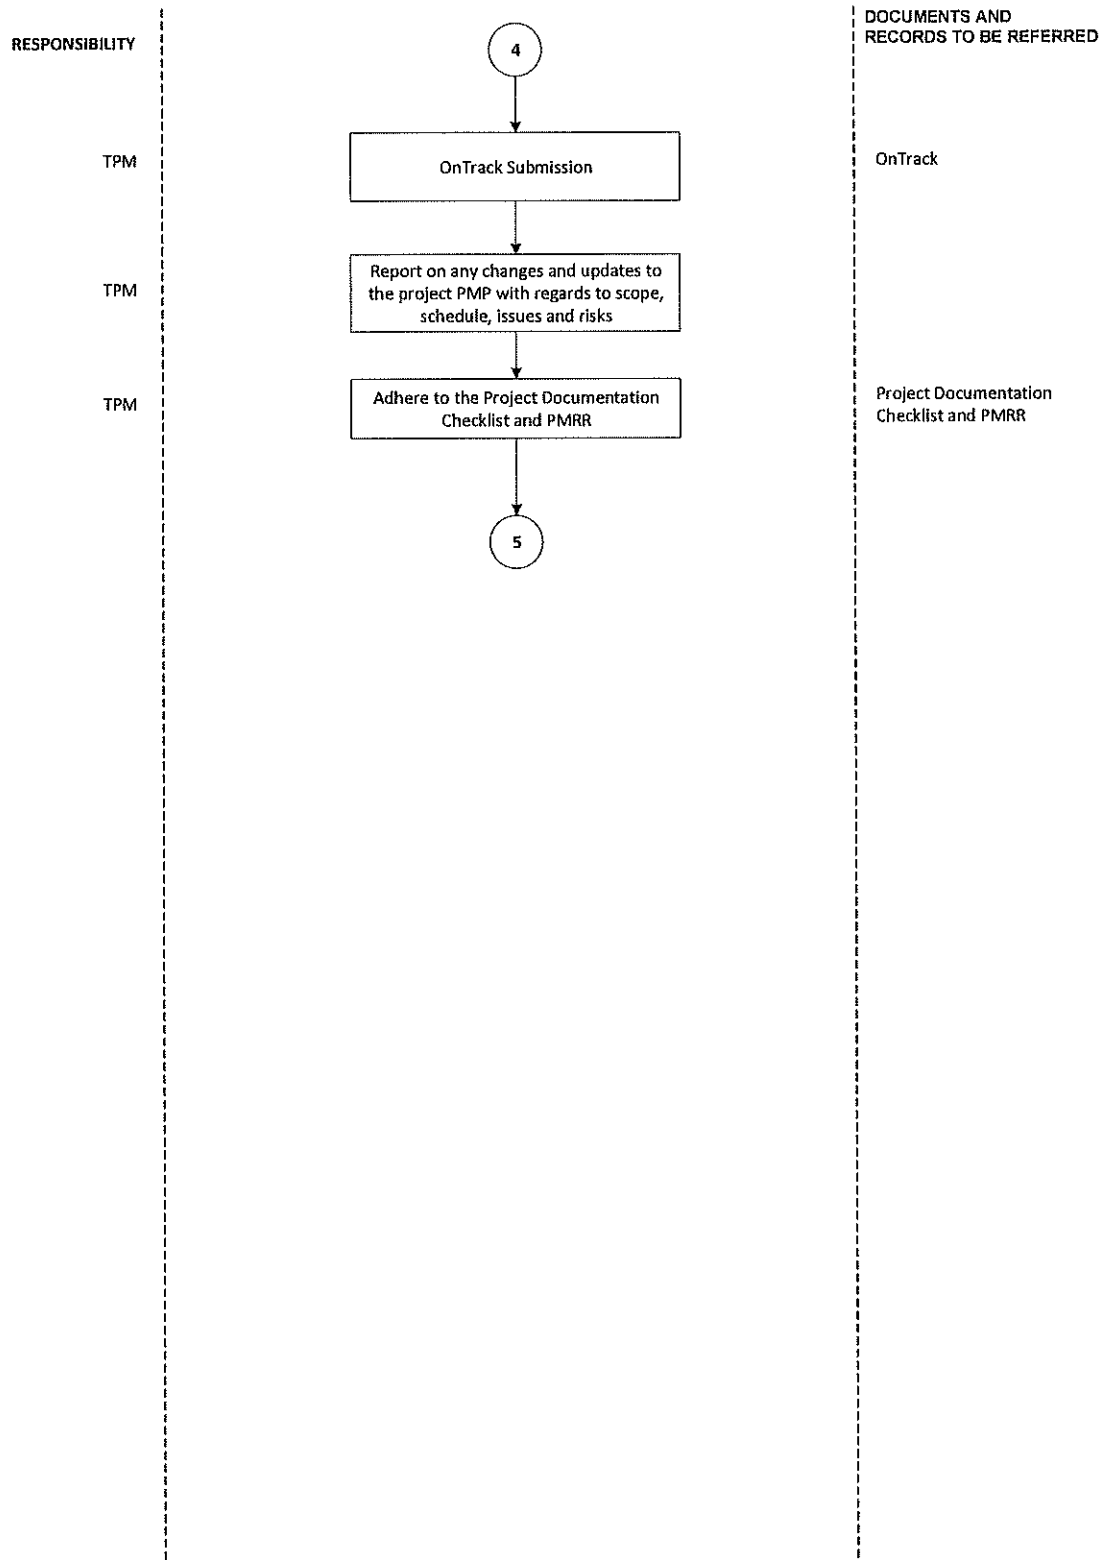 RESPONSIBILITY
DOCUMENTS AND
RECORDS TO BE REFERRED
4
TPM
OnTrack Submission
OnTrack
TPM
Report on any changes and updates to
the project PMP with regards to scope,
schedule, issues and risks
TPM
Adhere to the Project Documentation
Checklist and PMRR
Project Documentation
Checklist and PMRR
5